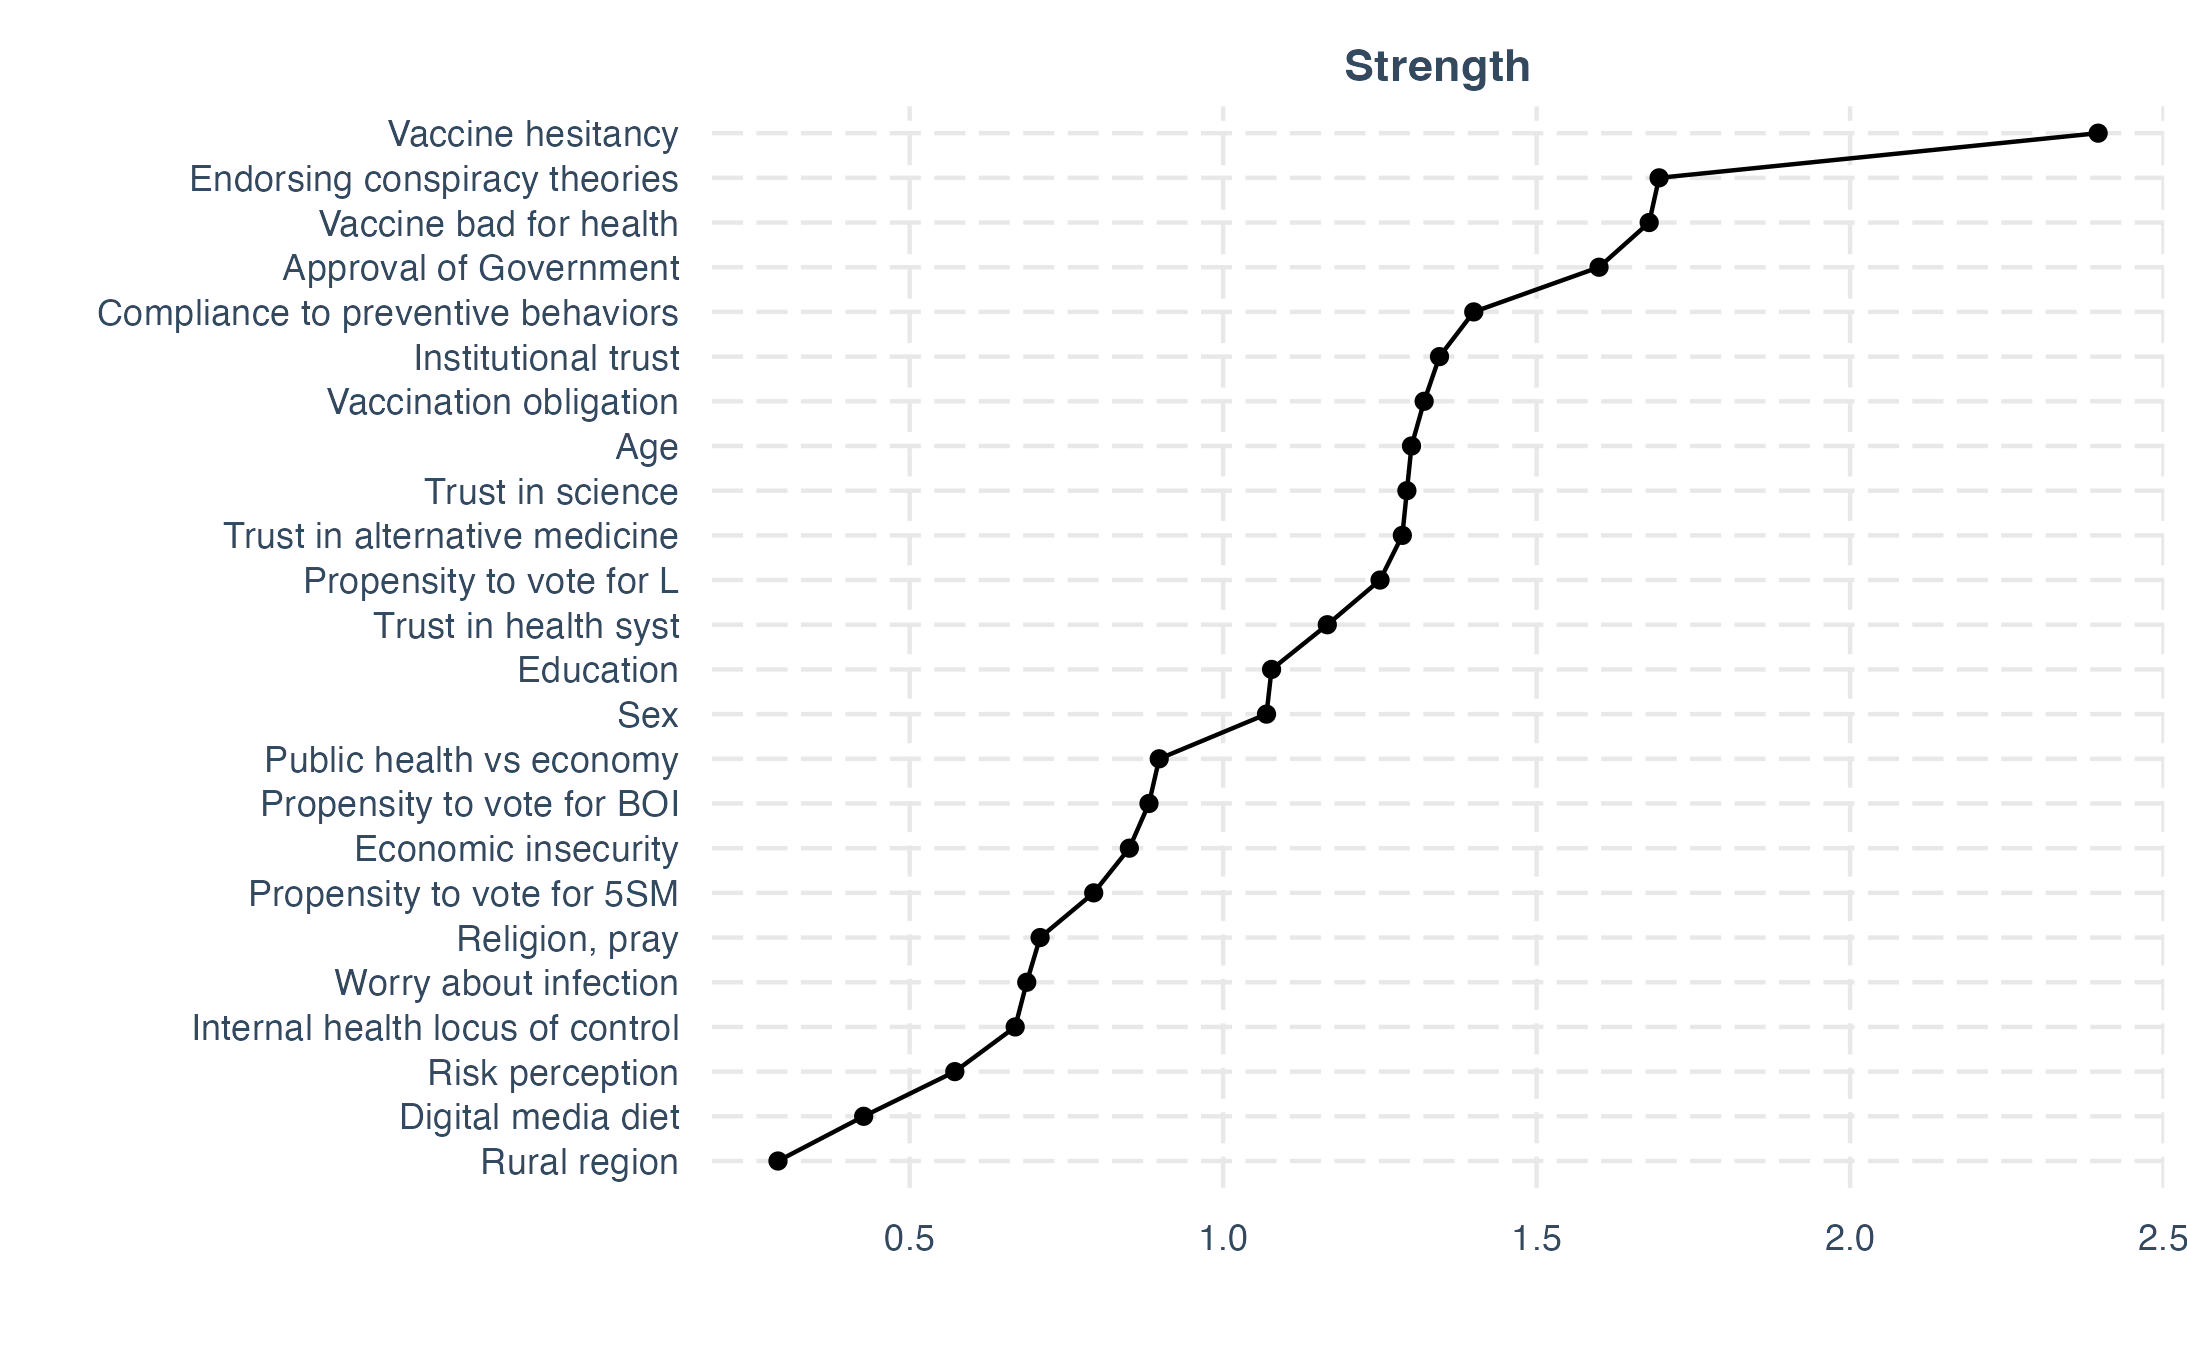 Strength
Vaccine hesitancy
Endorsing conspiracy theories
Vaccine bad for health
Approval of Government
Compliance to preventive behaviors
Institutional trust
Vaccination obligation
Age
Trust in science
Trust in alternative medicine
Propensity to vote for L
Trust in health syst
Education
Sex
Public health vs economy
Propensity to vote for BOI
Economic insecurity
Propensity to vote for 5SM
Religion, pray
Worry about infection
Internal health locus of control
Risk perception
Digital media diet
Rural region
0.5 1.0 1.5 2.0 2.5